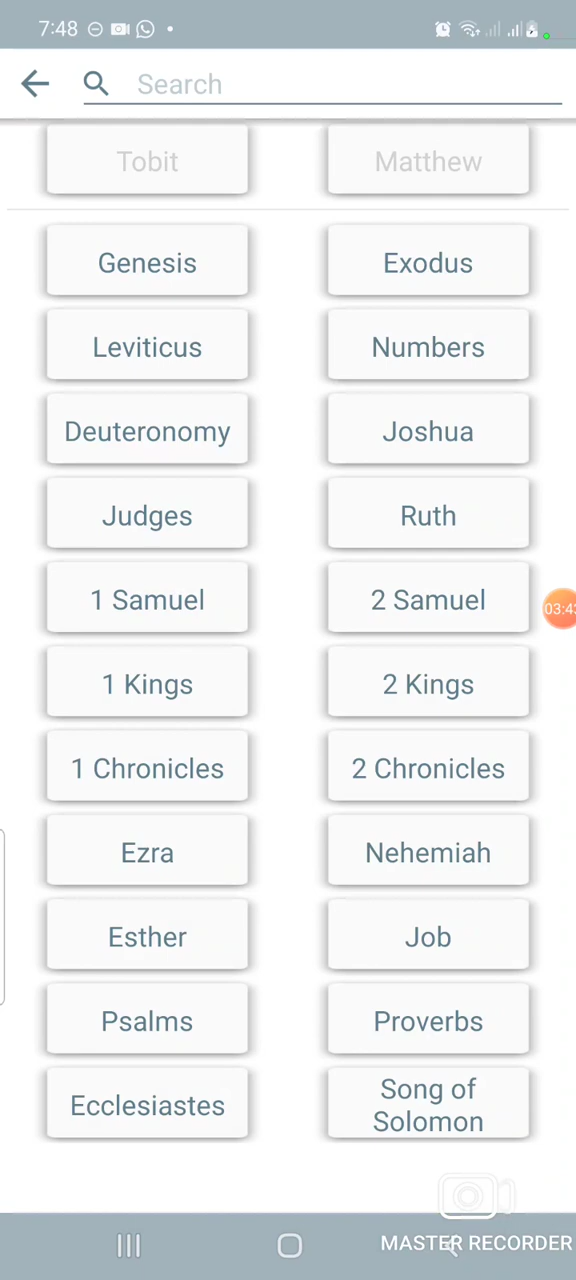 7:48
Search
Tobit
Matthew
Genesis
Exodus
Leviticus
Numbers
Deuteronomy
Joshua
Judges
Ruth
1 Samuel
2 Samuel
1 Kings
2 Kings
1 Chronicles
2 Chronicles
Ezra
Nehemiah
Esther
Job
Psalms
Proverbs
Ecclesiastes
Song of
Solomon
MASTER RECORDER